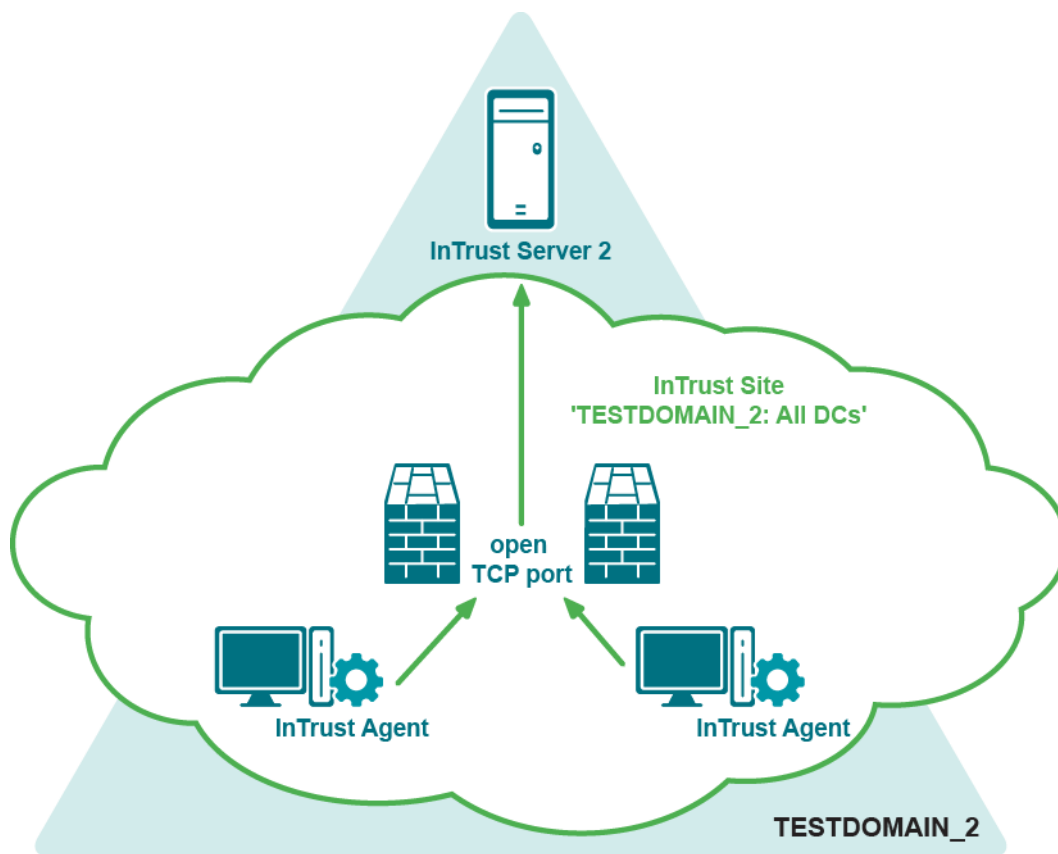 InTrust Server 2
InTrust Site
'TESTDOMAIN_2: All DCs'
open
TCP port
InTrust Agent
InTrust Agent
TESTDOMAIN_2